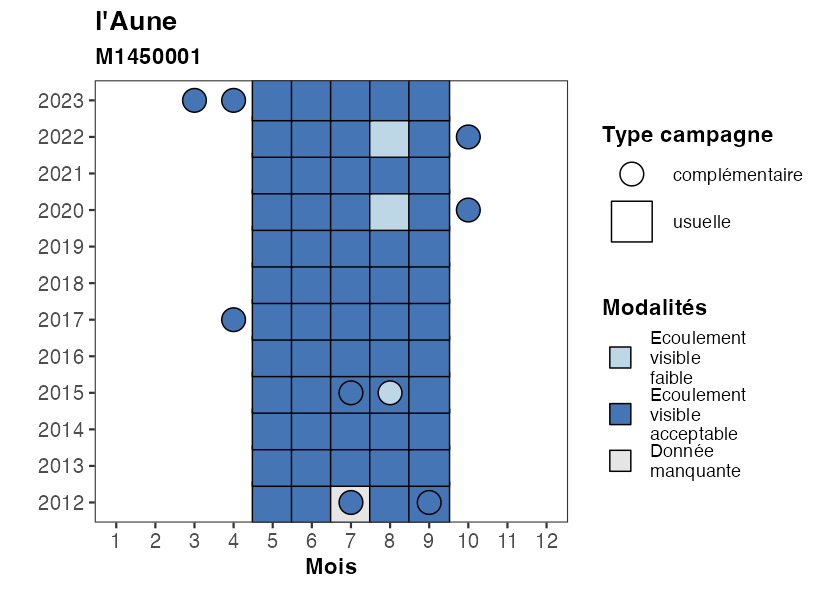 l'Aune
M1450001
2023
2022
2021
2020
2019
2018
2017
2016
2015
2014
2013
2012
1 2 3 4 5 6 7 8 9 10 11 12
Mois
Type campagne
complémentaire
usuelle
Modalités
Ecoulement
visible
faible
Ecoulement
visible
acceptable
Donnée
manquante